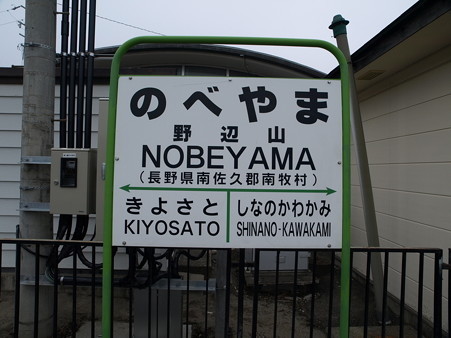 のべやま
野辺山
NOBEYAMA
(長野県南佐久郡南牧村)
きよさと
KIYOSATO
しなのかわかみ
SHINANO-KAWAKAMI